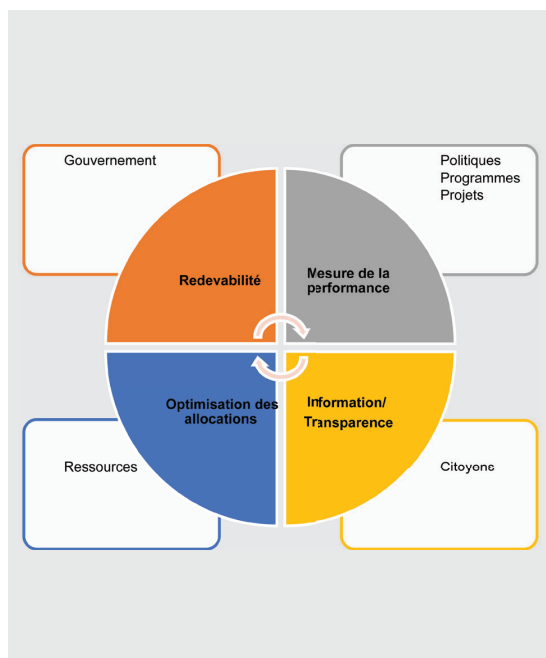 Gouvernement
Politiques
Programmes
Projets
Redevabilité
Mesure de la
performance
Optimisation des
allocations
Information/
Transparence
Ressources
Citoyens